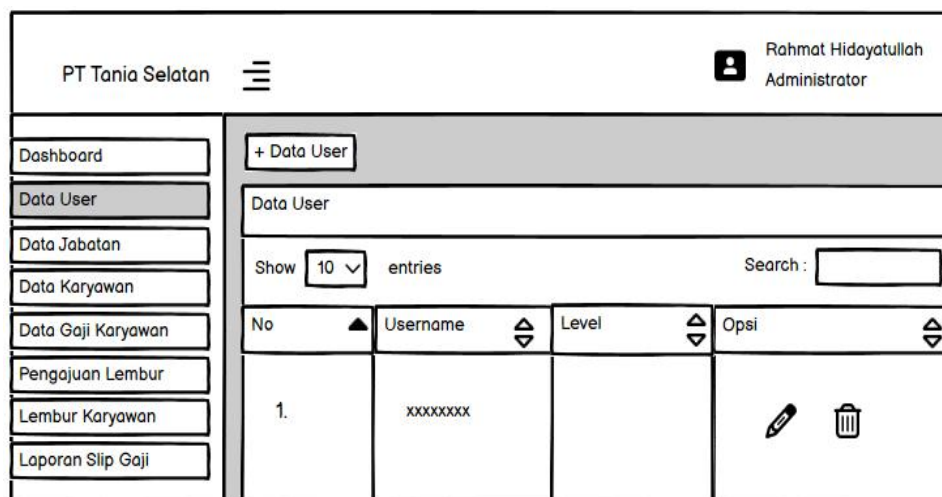 PT Tania Selatan
Rahmat Hidayatullah
Administrator
Dashboard
Data User
Data Jabatan
Data Karyawan
Data Gaji Karyawan
Pengajuan Lembur
Lembur Karyawan
Laporan Slip Gaji
+ Data User
Data User
Show 10 entries Search :
No Username Level Opsi
1. xxxxxxxx